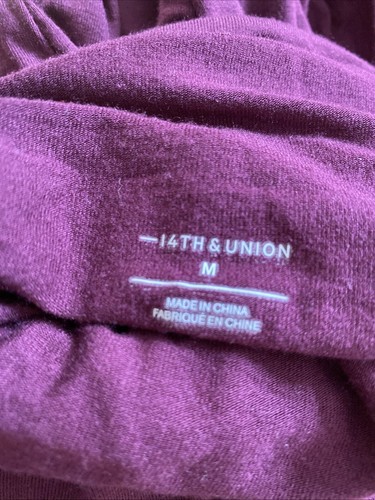 —14TH & UNION
M
MADE IN CHINA
FABRIQUÉ EN CHINE